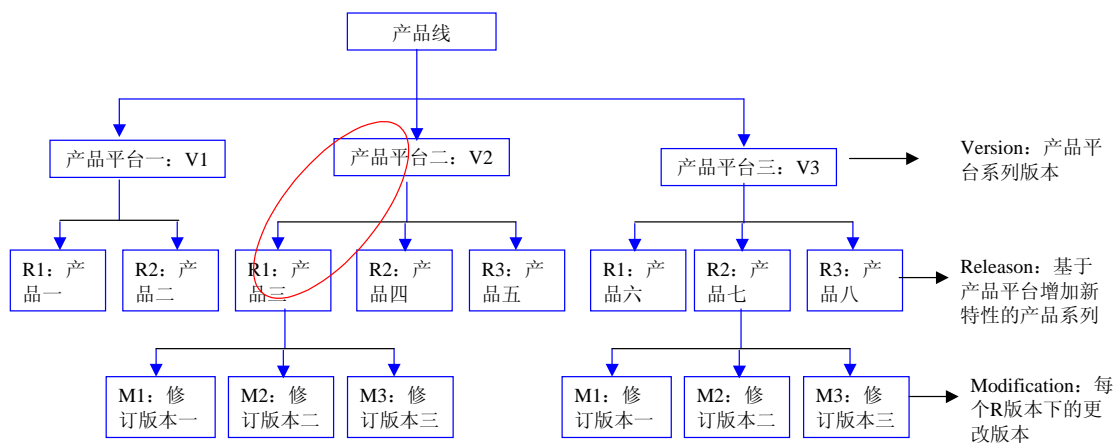 产品线
产品平台一：V1
产品平台二：V2
产品平台三：V3
Version：产品平
台系列版本
R1：产
品一
R2：产
品二
R1：产
品三
R2：产
品四
R3：产
品五
R1：产
品六
R2：产
品七
R3：产
品八
Releason：基于
产品平台增加新
特性的产品系列
M1：修
订版本一
M2：修
订版本二
M3：修
订版本三
M1：修
订版本一
M2：修
订版本二
M3：修
订版本三
Modification：每
个R版本下的更
改版本